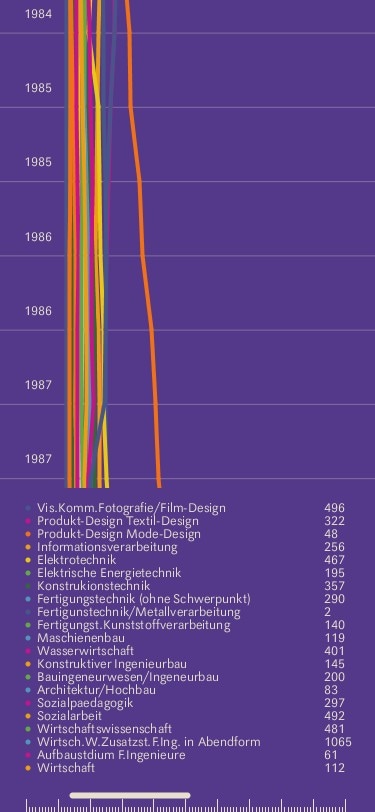 1984
1985
1985
1986
1986
1987
1987
Vis.Komm.Fotografie/Film-Design 496
Produkt-Design Textil-Design 322
Produkt-Design Mode-Design 48
Informationsverarbeitung 256
Elektrotechnik 467
Elektrische Energietechnik 195
Konstrukionstechnik 357
Fertigungstechnik (ohne Schwerpunkt) 290
Fertigunstechnik/Metallverarbeitung 2
Fertigungst.Kunststoffverarbeitung 140
Maschienenbau 119
Wasserwirtschaft 401
Konstruktiver Ingenieurbau 145
Bauingeneurwesen/Ingeneurbau 200
Architektur/Hochbau 83
Sozialpaedagogik 297
Sozialarbeit 492
Wirtschaftswissenschaft 481
Wirtsch.W.Zusatzst.F.Ing. in Abendform 1065
Aufbaustdium F.Ingenieure 61
Wirtschaft 112